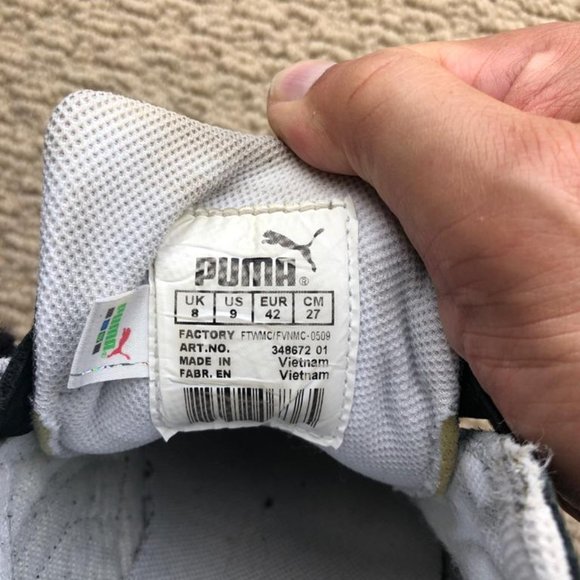 PUMA®
UK US EUR CM
8 9 42 27
FACTORY FTWMC/FVNMC-0509
ART.NO. 348672 01
MADE IN Vietnam
FABR. EN Vietnam
PUMA